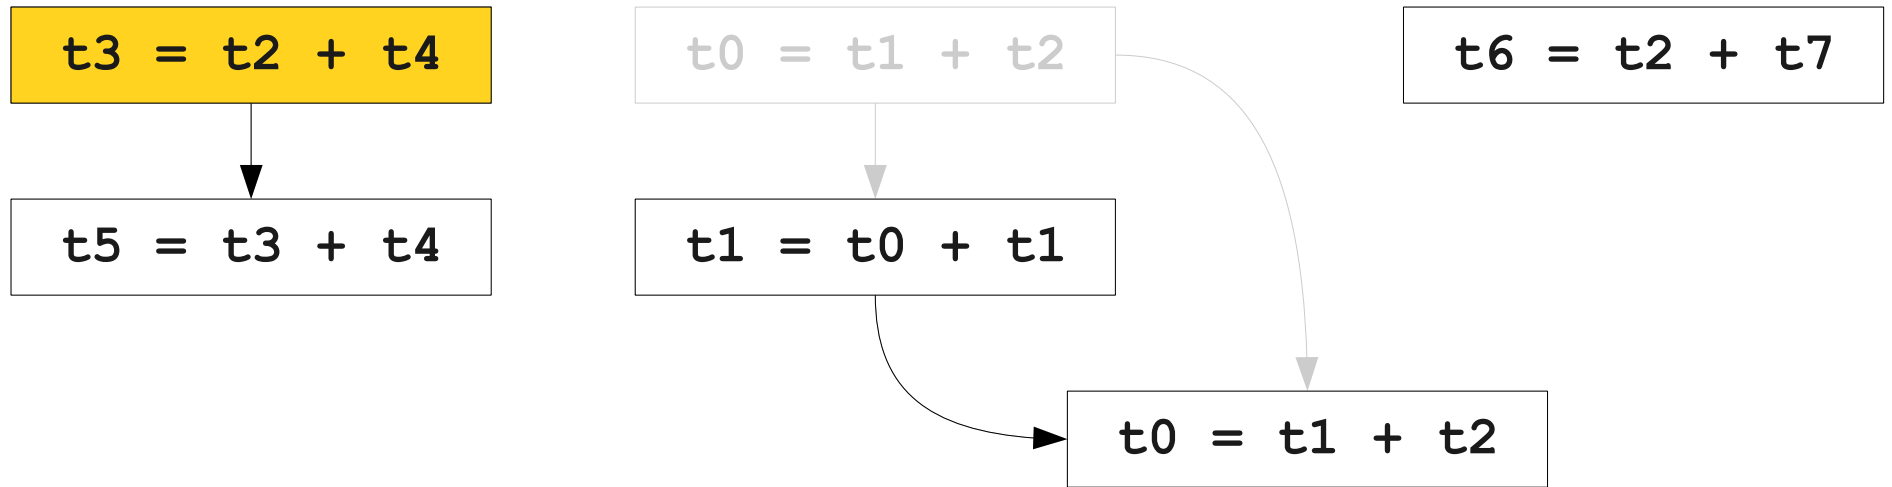 t3 = t2 + t4
t0 = t1 + t2
t6 = t2 + t7
t5 = t3 + t4
t1 = t0 + t1
t0 = t1 + t2